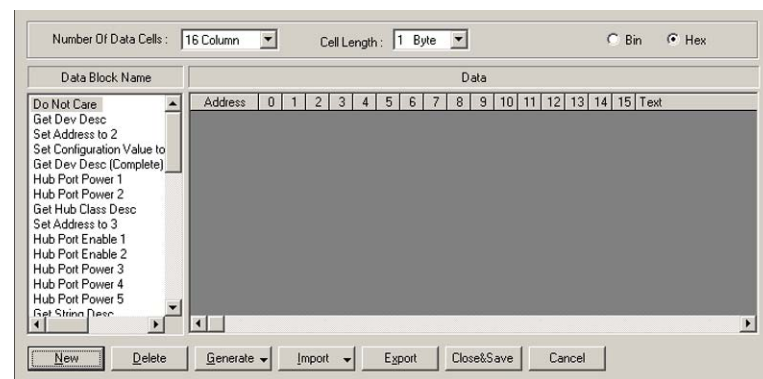 Number Of Data Cells : 16 Column Cell Length : 1 Byte Bin Hex
Data Block Name Data
Address 0 1 2 3 4 5 6 7 8 9 10 11 12 13 14 15 Text
Do Not Care
Get Dev Desc
Set Address to 2
Set Configuration Value to
Get Dev Desc (Complete)
Hub Port Power 1
Hub Port Power 2
Get Hub Class Desc
Set Address to 3
Hub Port Enable 1
Hub Port Enable 2
Hub Port Power 3
Hub Port Power 4
Hub Port Power 5
Get String Desc
New Delete Generate Import Export Close&Save Cancel